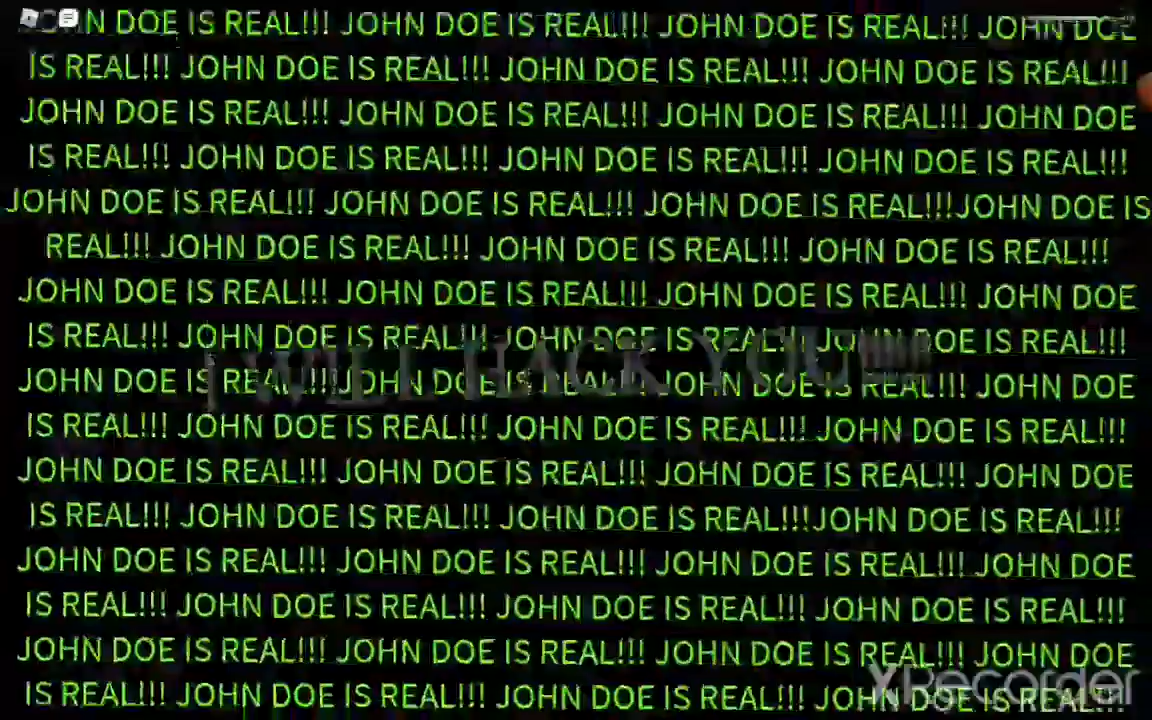 JOHN DOE IS REAL!!! JOHN DOE IS REAL!!! JOHN DOE IS REAL!!! JOHN DOE
IS REAL!!! JOHN DOE IS REAL!!! JOHN DOE IS REAL!!! JOHN DOE IS REAL!!!
JOHN DOE IS REAL!!! JOHN DOE IS REAL!!! JOHN DOE IS REAL!!! JOHN DOE
IS REAL!!! JOHN DOE IS REAL!!! JOHN DOE IS REAL!!! JOHN DOE IS REAL!!!
JOHN DOE IS REAL!!! JOHN DOE IS REAL!!! JOHN DOE IS REAL!!!JOHN DOE IS
REAL!!! JOHN DOE IS REAL!!! JOHN DOE IS REAL!!! JOHN DOE IS REAL!!!
JOHN DOE IS REAL!!! JOHN DOE IS REAL!!! JOHN DOE IS REAL!!! JOHN DOE
IS REAL!!! JOHN DOE IS REAL!!! JOHN DOE IS REAL!!! JOHN DOE IS REAL!!!
I WILL HACK YOU
JOHN DOE IS REAL!!! JOHN DOE IS REAL!!! JOHN DOE IS REAL!!! JOHN DOE
IS REAL!!! JOHN DOE IS REAL!!! JOHN DOE IS REAL!!! JOHN DOE IS REAL!!!
JOHN DOE IS REAL!!! JOHN DOE IS REAL!!! JOHN DOE IS REAL!!! JOHN DOE
IS REAL!!! JOHN DOE IS REAL!!! JOHN DOE IS REAL!!!JOHN DOE IS REAL!!!
JOHN DOE IS REAL!!! JOHN DOE IS REAL!!! JOHN DOE IS REAL!!! JOHN DOE
IS REAL!!! JOHN DOE IS REAL!!! JOHN DOE IS REAL!!! JOHN DOE IS REAL!!!
JOHN DOE IS REAL!!! JOHN DOE IS REAL!!! JOHN DOE IS REAL!!! JOHN DOE
IS REAL!!! JOHN DOE IS REAL!!! JOHN DOE IS REAL!!! JOHN DOE IS REAL!!!
XRecorder